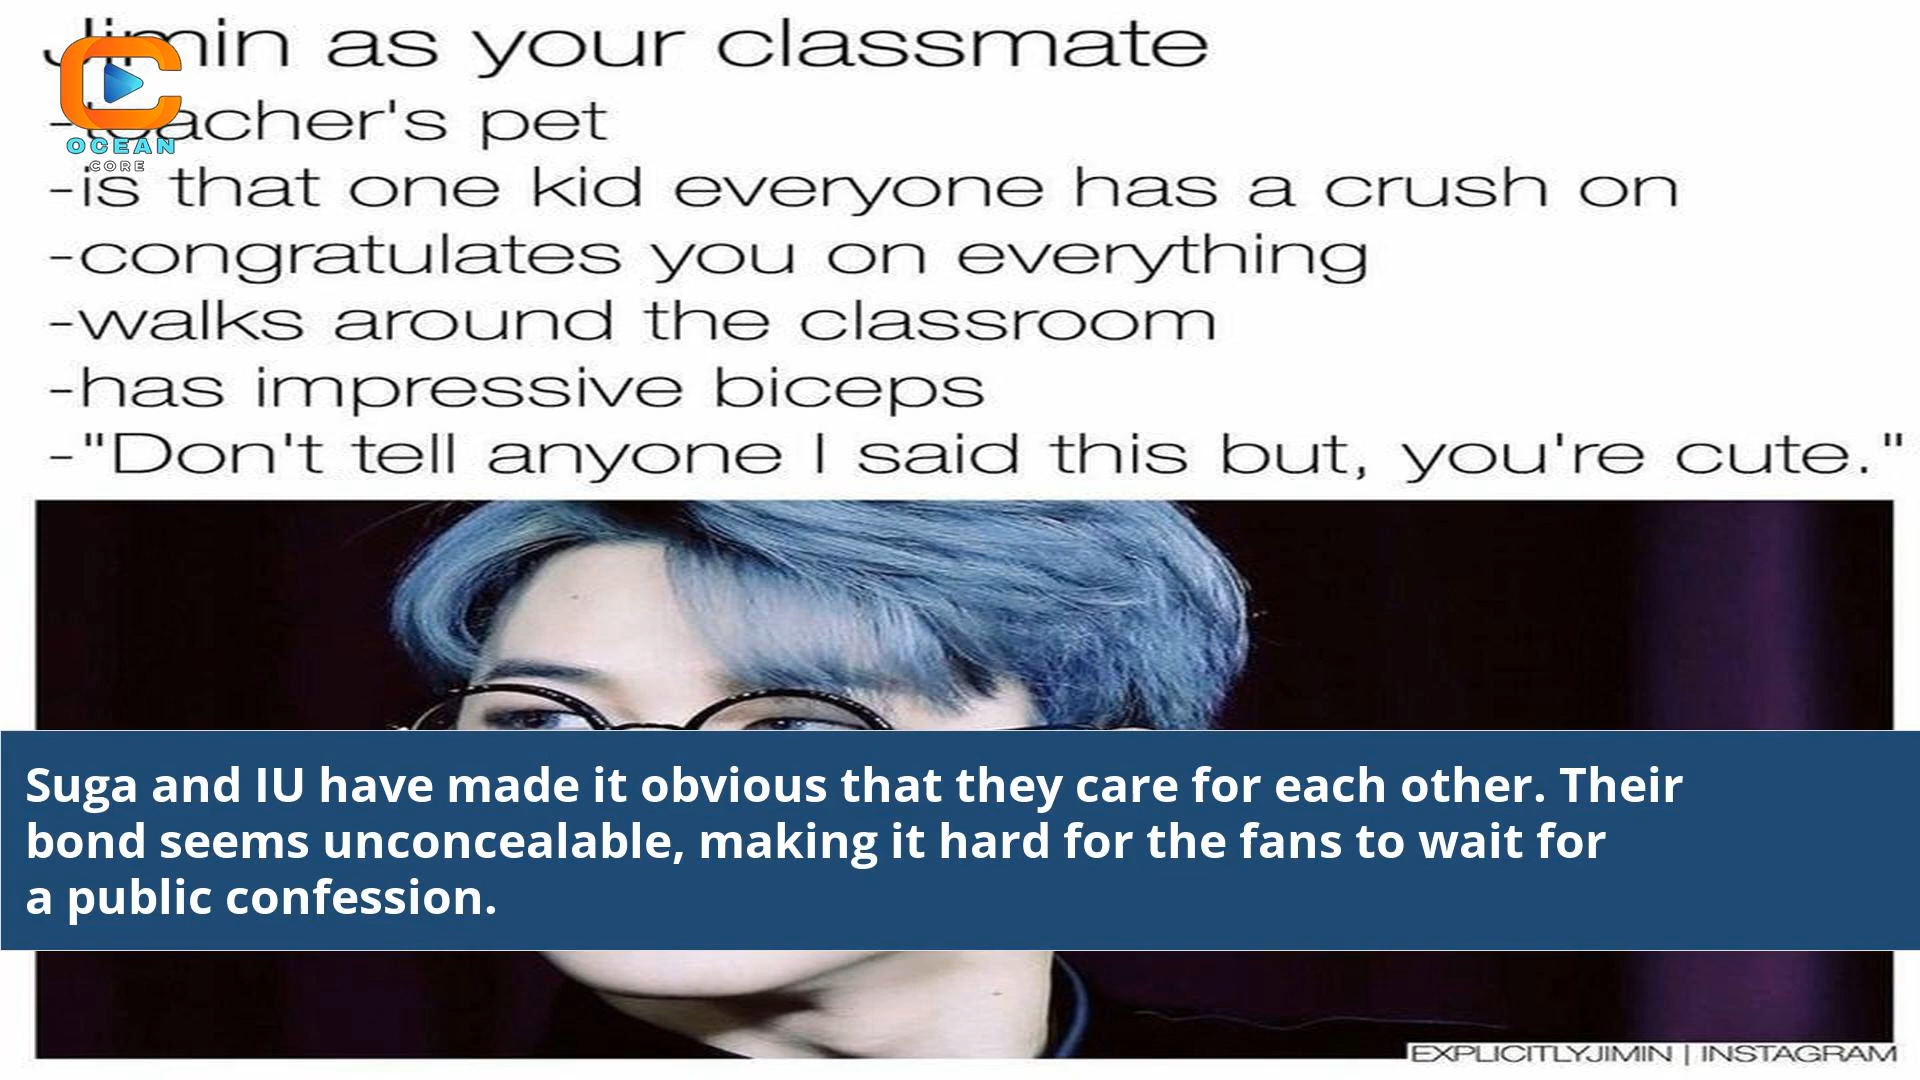 Jimin as your classmate
-teacher's pet
OCEAN
CORE
-is that one kid everyone has a crush on
-congratulates you on everything
-walks around the classroom
-has impressive biceps
-"Don't tell anyone I said this but, you're cute."
Suga and IU have made it obvious that they care for each other. Their
bond seems unconcealable, making it hard for the fans to wait for
a public confession.
EXPLICITLYJIMIN | INSTAGRAM